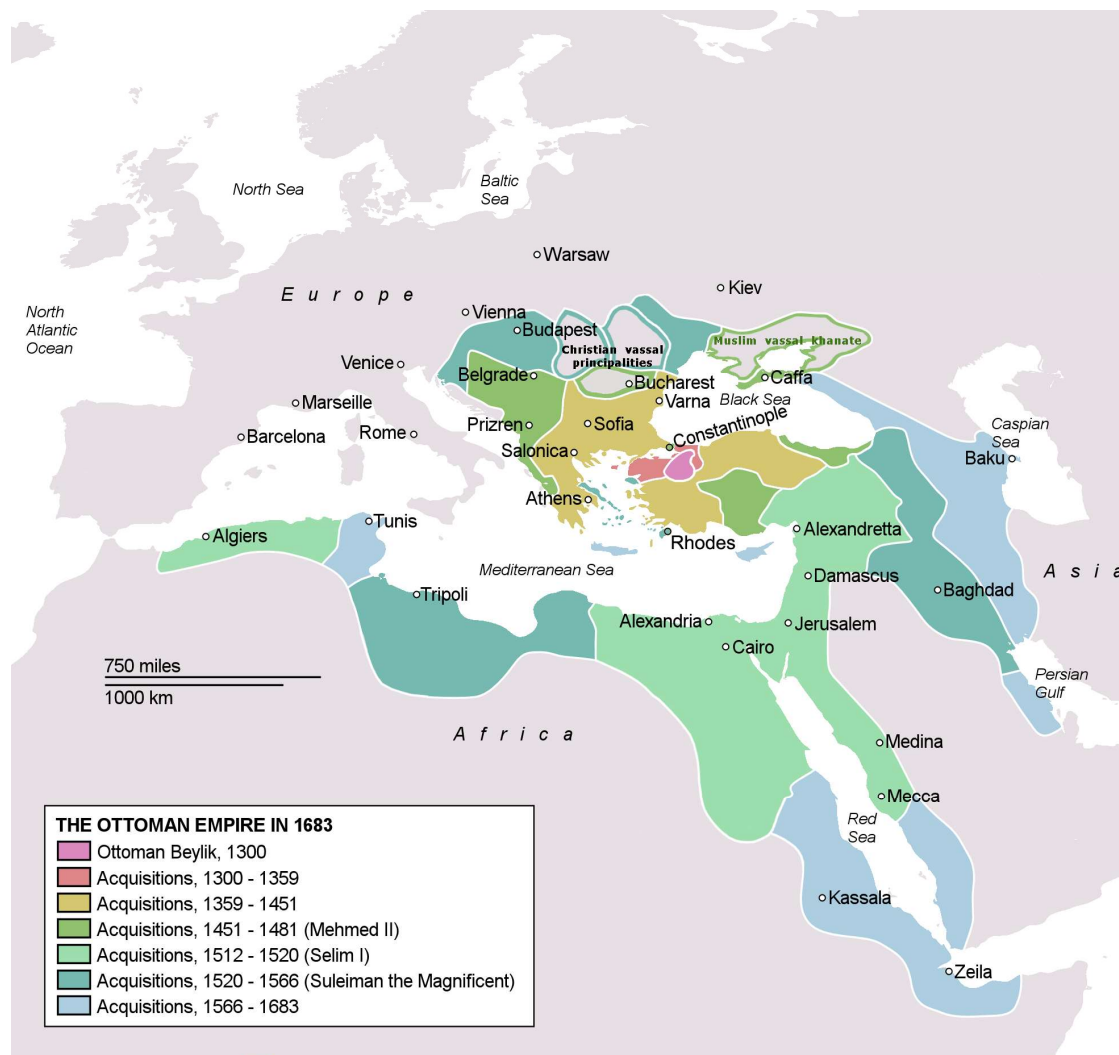 North Sea
Baltic
Sea
Warsaw
Kiev
Europe
North
Atlantic
Ocean
Vienna
Budapest
Christian vassal
principalities
Muslim vassal khanate
Venice
Belgrade
Bucharest
Caffa
Black Sea
Varna
Marseille
Barcelona
Rome
Prizren
Sofia
Constantinople
Salonica
Caspian
Sea
Baku
Athens
Algiers
Tunis
Rhodes
Alexandretta
Mediterranean Sea
Asia
Tripoli
Damascus
Baghdad
Alexandria
Jerusalem
Cairo
750 miles
1000 km
Persian
Gulf
Africa
Medina
Mecca
Red
Sea
Kassala
Zeila
THE OTTOMAN EMPIRE IN 1683
Ottoman Beylik, 1300
Acquisitions, 1300 - 1359
Acquisitions, 1359 - 1451
Acquisitions, 1451 - 1481 (Mehmed II)
Acquisitions, 1512 - 1520 (Selim I)
Acquisitions, 1520 - 1566 (Suleiman the Magnificent)
Acquisitions, 1566 - 1683